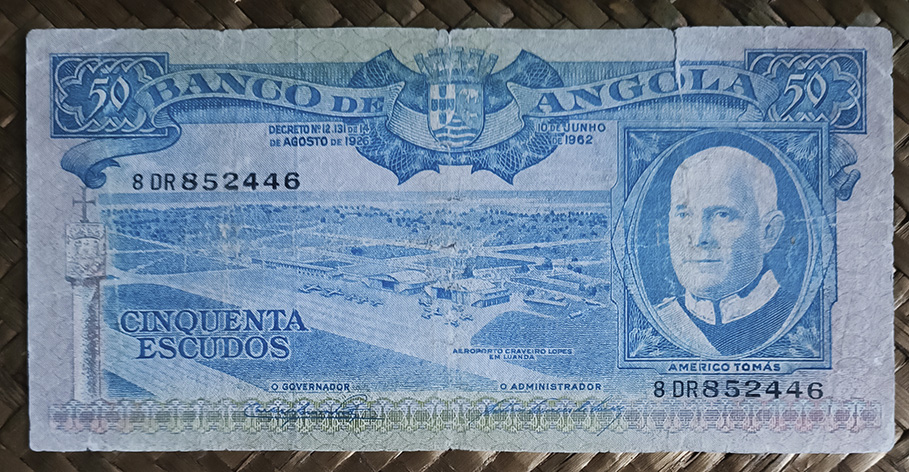 50 BANCO DE ANGOLA 50
DECRETO Nº 12.131 DE 14
DE AGOSTO DE 1926
10 DE JUNHO
DE 1962
8 DR 852446
CINQUENTA
ESCUDOS
AEROPORTO CRAVEIRO LOPES
EM LUANDA
AMERICO TOMÁS
O GOVERNADOR
O ADMINISTRADOR
8 DR 852446